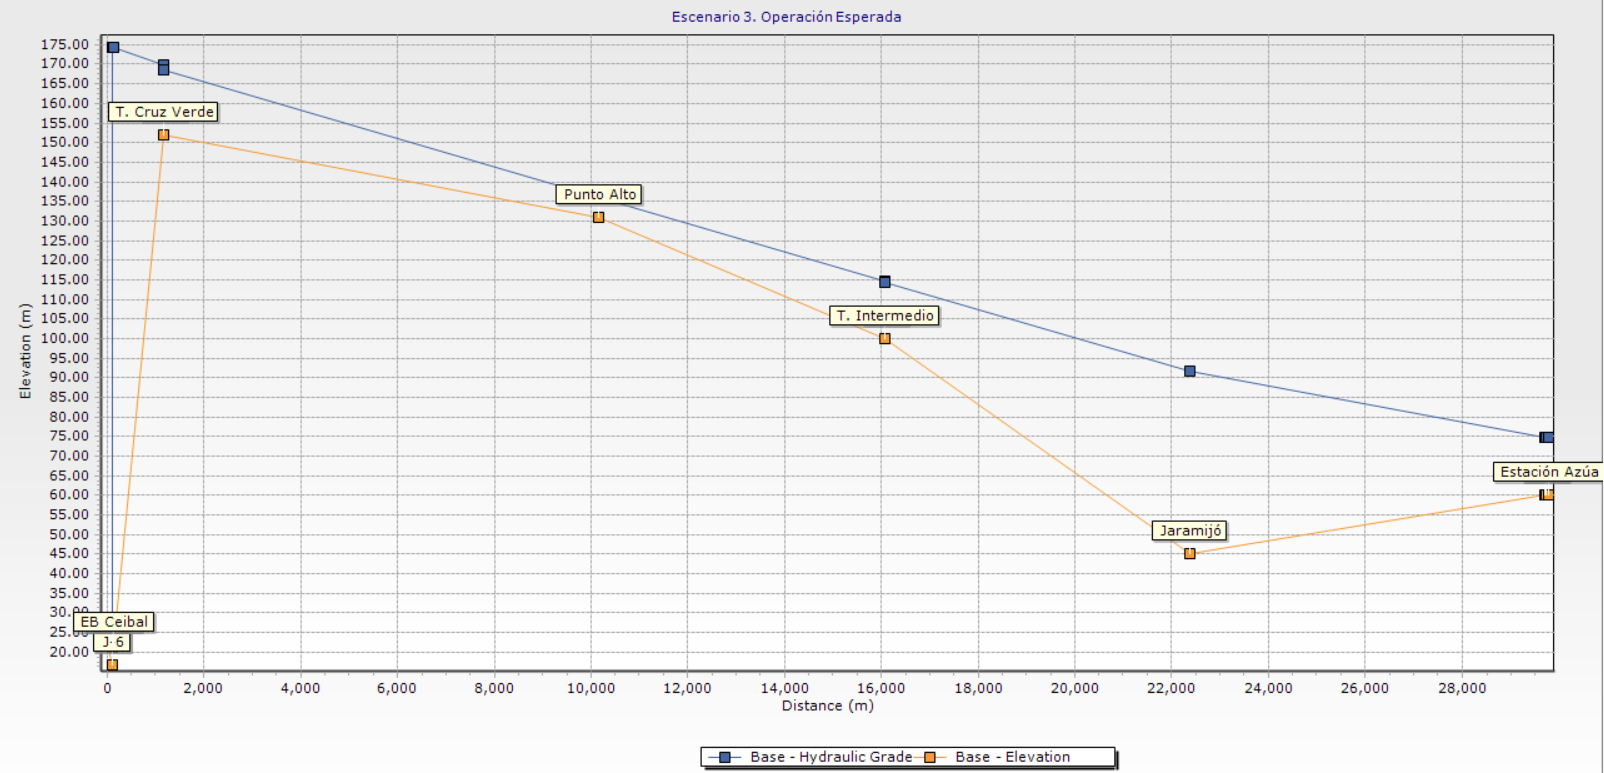 Escenario 3. Operación Esperada
175.00
170.00
165.00
160.00
155.00
150.00
145.00
140.00
135.00
130.00
125.00
120.00
115.00
110.00
105.00
100.00
95.00
90.00
85.00
80.00
75.00
70.00
65.00
60.00
55.00
50.00
45.00
40.00
35.00
30.00
25.00
20.00
Elevation (m)
T. Cruz Verde
Punto Alto
T. Intermedio
Estación Azúa
Jaramijó
EB Ceibal
J-6
0 2,000 4,000 6,000 8,000 10,000 12,000 14,000 16,000 18,000 20,000 22,000 24,000 26,000 28,000
Distance (m)
Base - Hydraulic Grade Base - Elevation